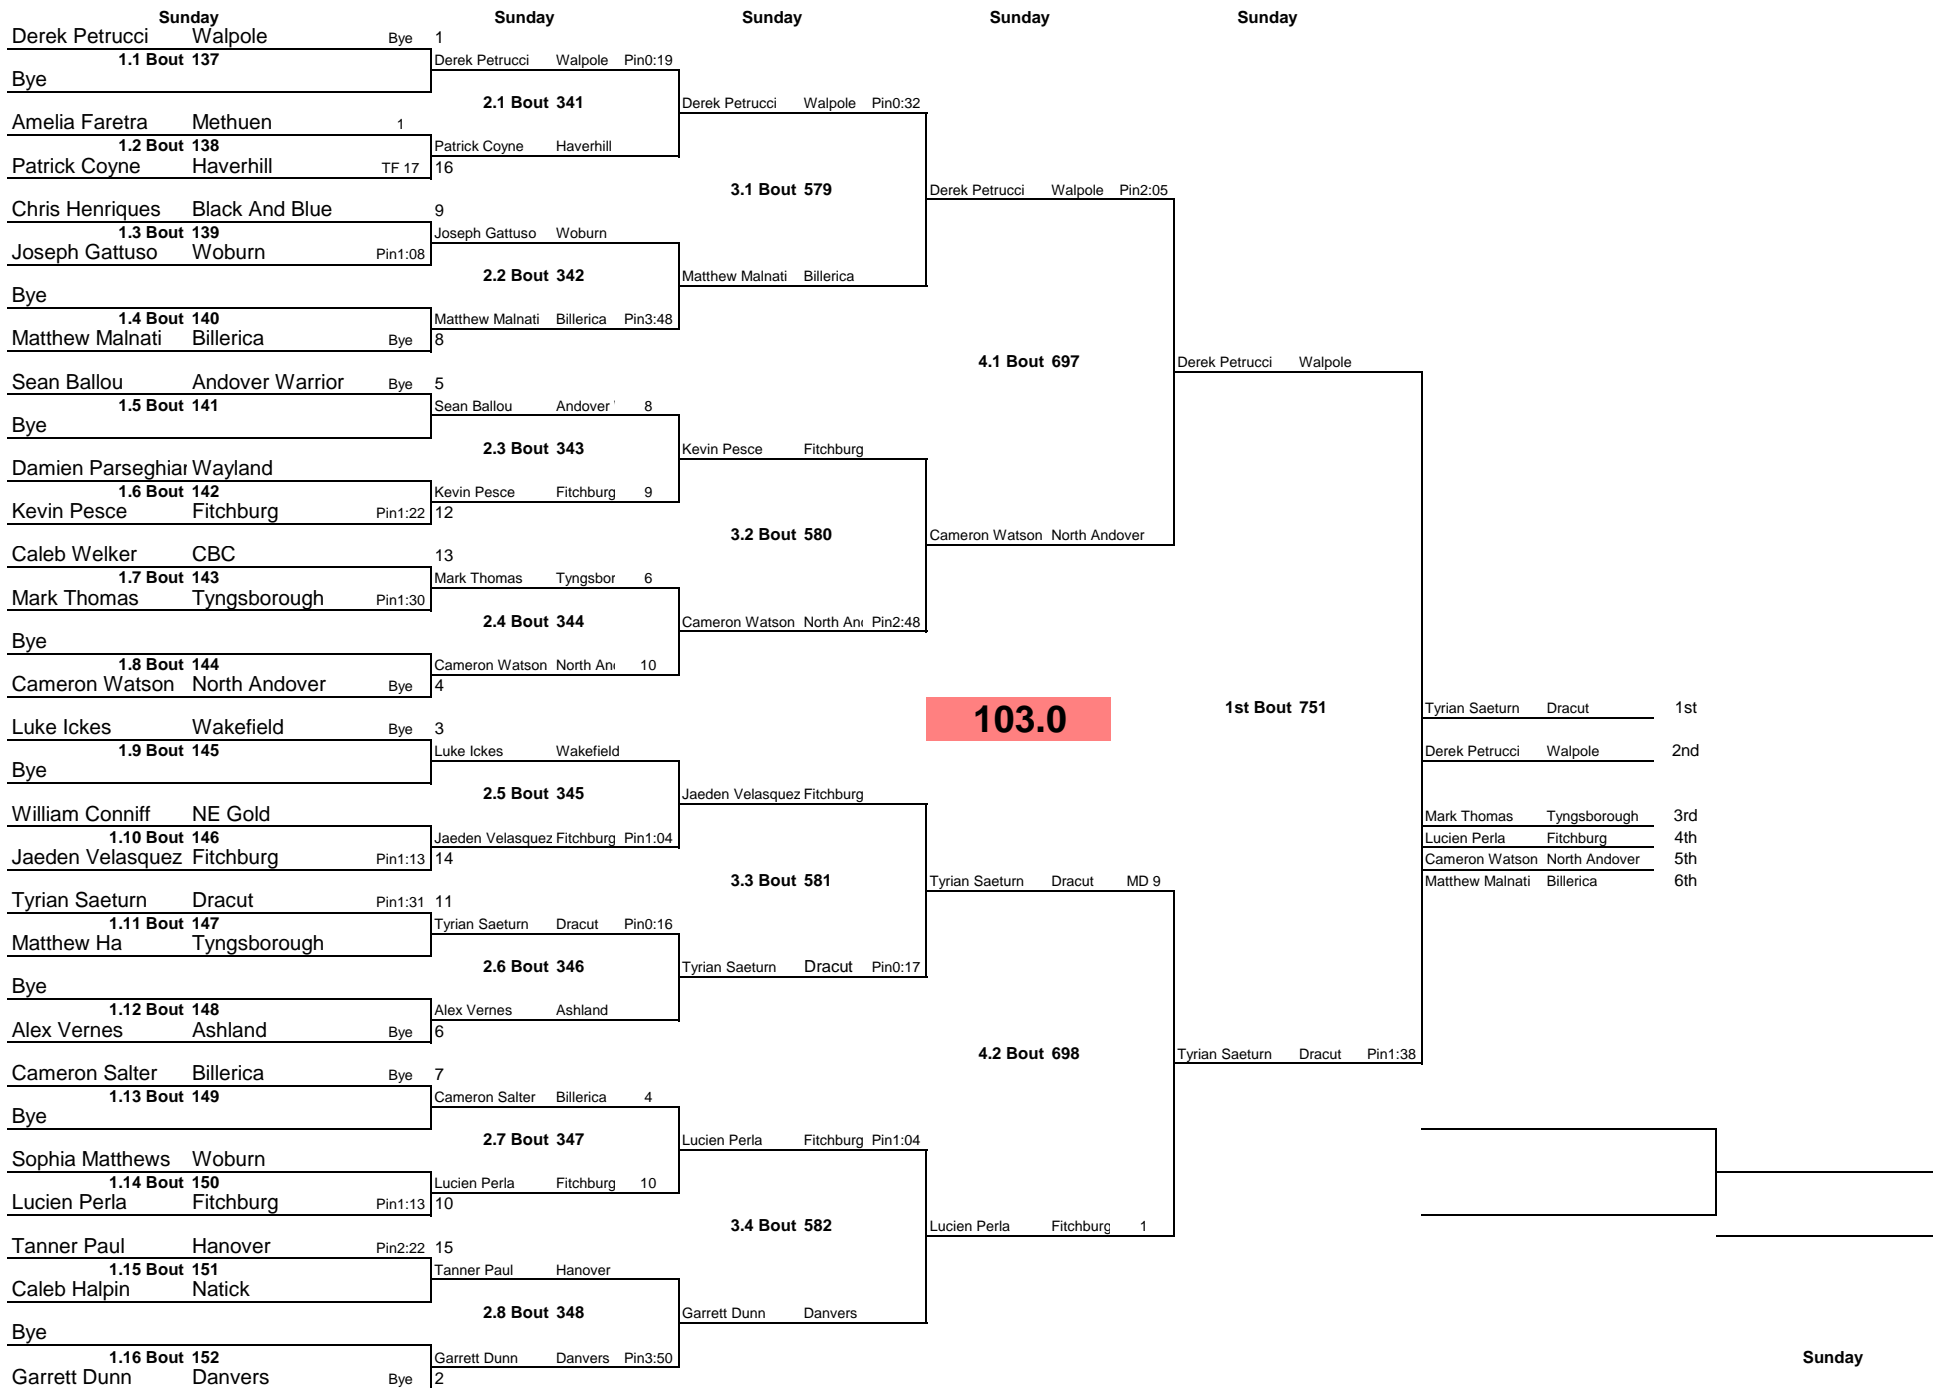 Sunday Sunday Sunday Sunday Sunday
Derek Petrucci Walpole Bye 1
1.1 Bout 137
Derek Petrucci Walpole Pin0:19
Bye
2.1 Bout 341
Derek Petrucci Walpole Pin0:32
Amelia Faretra Methuen 1
1.2 Bout 138
Patrick Coyne Haverhill
Patrick Coyne Haverhill TF 17 16
3.1 Bout 579
Derek Petrucci Walpole Pin2:05
Chris Henriques Black And Blue 9
1.3 Bout 139
Joseph Gattuso Woburn
Joseph Gattuso Woburn Pin1:08
2.2 Bout 342
Matthew Malnati Billerica
Bye
1.4 Bout 140
Matthew Malnati Billerica Pin3:48
Matthew Malnati Billerica Bye 8
4.1 Bout 697
Derek Petrucci Walpole
Sean Ballou Andover Warrior Bye 5
1.5 Bout 141
Sean Ballou Andover 8
Bye
2.3 Bout 343
Kevin Pesce Fitchburg
Damien Parseghiar Wayland
1.6 Bout 142
Kevin Pesce Fitchburg 9
Kevin Pesce Fitchburg Pin1:22 12
3.2 Bout 580
Cameron Watson North Andover
Caleb Welker CBC 13
1.7 Bout 143
Mark Thomas Tyngsbor 6
Mark Thomas Tyngsborough Pin1:30
2.4 Bout 344
Cameron Watson North And Pin2:48
Bye
1.8 Bout 144
Cameron Watson North And 10
Cameron Watson North Andover Bye 4
103.0
1st Bout 751
Tyrian Saeturn Dracut 1st
Luke Ickes Wakefield Bye 3
1.9 Bout 145
Luke Ickes Wakefield
Derek Petrucci Walpole 2nd
Bye
2.5 Bout 345
Jaeden Velasquez Fitchburg
William Conniff NE Gold
Mark Thomas Tyngsborough 3rd
1.10 Bout 146
Jaeden Velasquez Fitchburg Pin1:04
Lucien Perla Fitchburg 4th
Jaeden Velasquez Fitchburg Pin1:13 14
Cameron Watson North Andover 5th
3.3 Bout 581
Tyrian Saeturn Dracut MD 9
Matthew Malnati Billerica 6th
Tyrian Saeturn Dracut Pin1:31 11
1.11 Bout 147
Tyrian Saeturn Dracut Pin0:16
Matthew Ha Tyngsborough
2.6 Bout 346
Tyrian Saeturn Dracut Pin0:17
Bye
1.12 Bout 148
Alex Vernes Ashland
Alex Vernes Ashland Bye 6
4.2 Bout 698
Tyrian Saeturn Dracut Pin1:38
Cameron Salter Billerica Bye 7
1.13 Bout 149
Cameron Salter Billerica 4
Bye
2.7 Bout 347
Lucien Perla Fitchburg Pin1:04
Sophia Matthews Woburn
1.14 Bout 150
Lucien Perla Fitchburg 10
Lucien Perla Fitchburg Pin1:13 10
3.4 Bout 582
Lucien Perla Fitchburg 1
Tanner Paul Hanover Pin2:22 15
1.15 Bout 151
Tanner Paul Hanover
Caleb Halpin Natick
2.8 Bout 348
Garrett Dunn Danvers
Bye
1.16 Bout 152
Garrett Dunn Danvers Pin3:50
Sunday
Garrett Dunn Danvers Bye 2